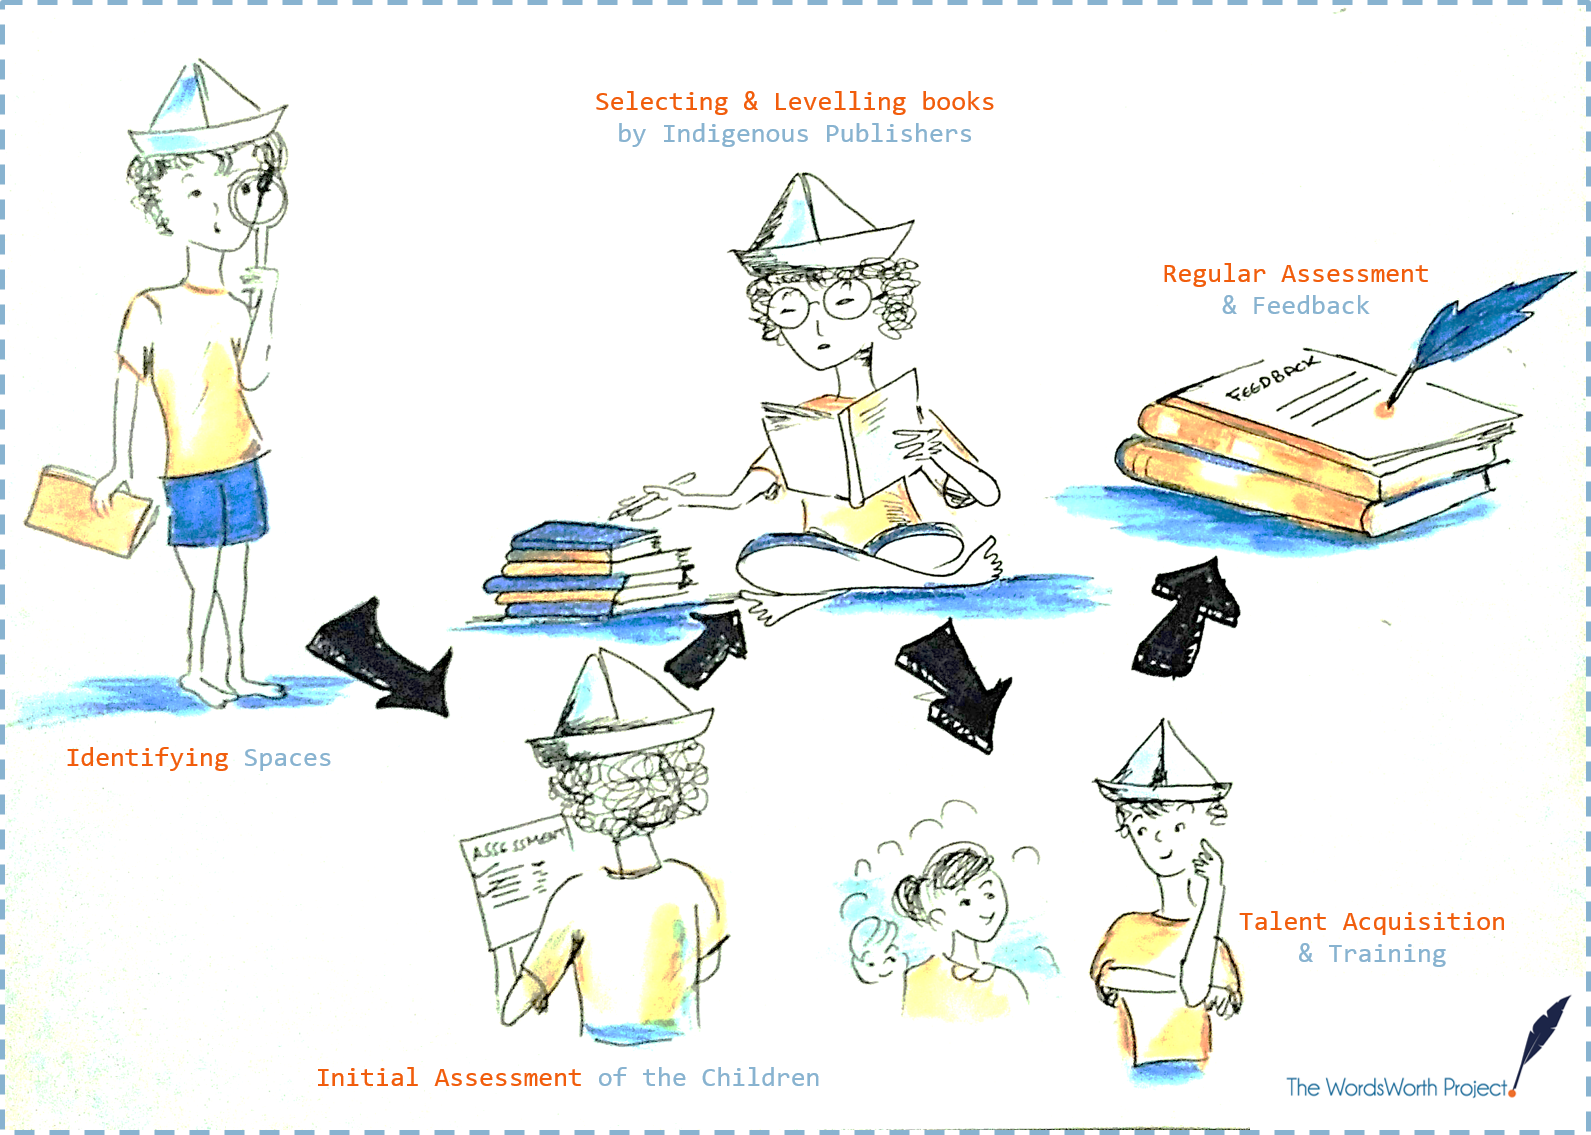 Selecting & Levelling books
by Indigenous Publishers
Regular Assessment
& Feedback
FEEDBACK
Identifying Spaces
ASSESSMENT
Talent Acquisition
& Training
Initial Assessment of the Children
The WordsWorth Project.